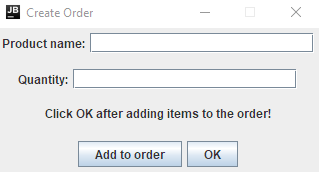 JB Create Order
Product name:
Quantity:
Click OK after adding items to the order!
Add to order OK